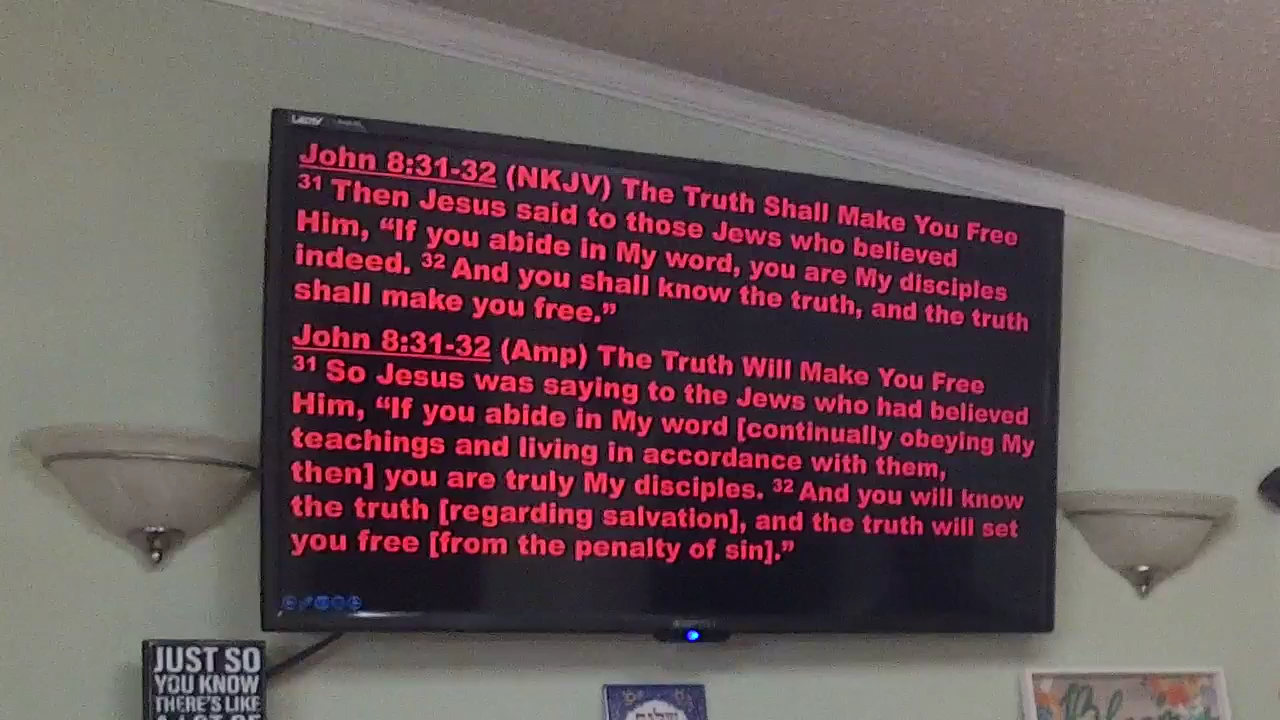 John 8:31-32 (NKJV) The Truth Shall Make You Free
31 Then Jesus said to those Jews who believed
Him, “If you abide in My word, you are My disciples
indeed. 32 And you shall know the truth, and the truth
shall make you free.”
John 8:31-32 (Amp) The Truth Will Make You Free
31 So Jesus was saying to the Jews who had believed
Him, “If you abide in My word [continually obeying My
teachings and living in accordance with them,
then] you are truly My disciples. 32 And you will know
the truth [regarding salvation], and the truth will set
you free [from the penalty of sin].”
JUST SO
YOU KNOW
THERE'S LIKE
A LOT OF
שלום